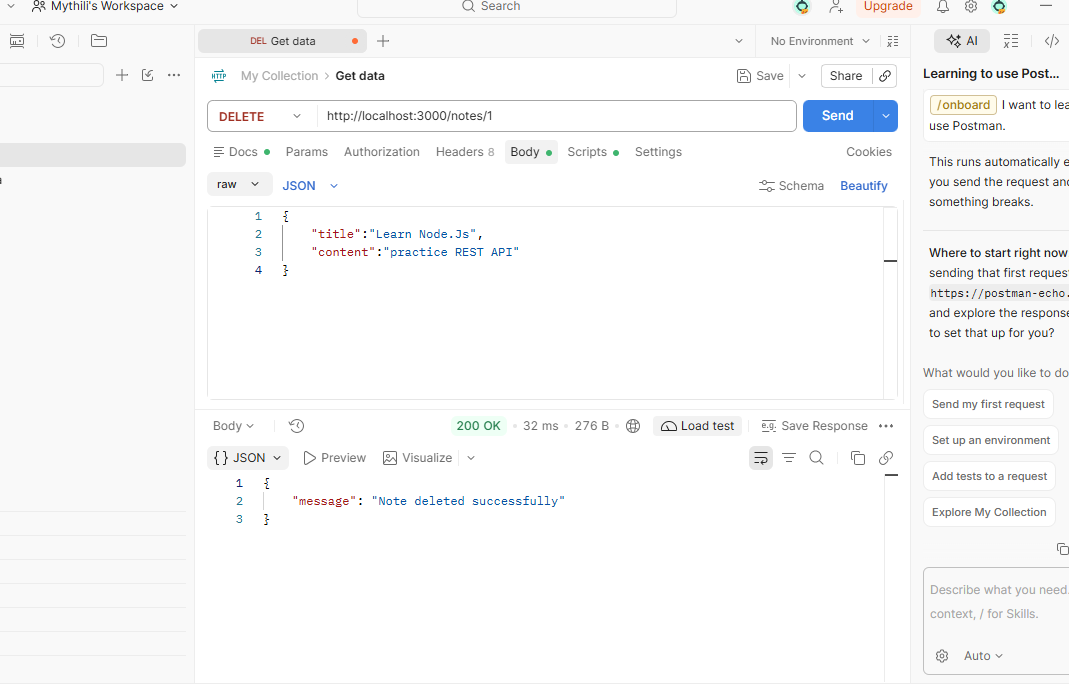 Mythili's Workspace
Search
Upgrade
DEL Get data
No Environment
AI
HTTP My Collection > Get data
Save
Share
DELETE
http://localhost:3000/notes/1
Send
Docs
Params
Authorization
Headers 8
Body
Scripts
Settings
Cookies
raw
JSON
Schema
Beautify
1 {
2 "title":"Learn Node.Js",
3 "content":"practice REST API"
4 }
Body
200 OK
32 ms
276 B
Load test
e.g. Save Response
{} JSON
Preview
Visualize
1 {
2 "message": "Note deleted successfully"
3 }
Learning to use Post...
/onboard I want to lea
use Postman.
This runs automatically e
you send the request and
something breaks.
Where to start right now
sending that first request
https://postman-echo.
and explore the response
to set that up for you?
What would you like to do
Send my first request
Set up an environment
Add tests to a request
Explore My Collection
Describe what you need.
context, / for Skills.
Auto